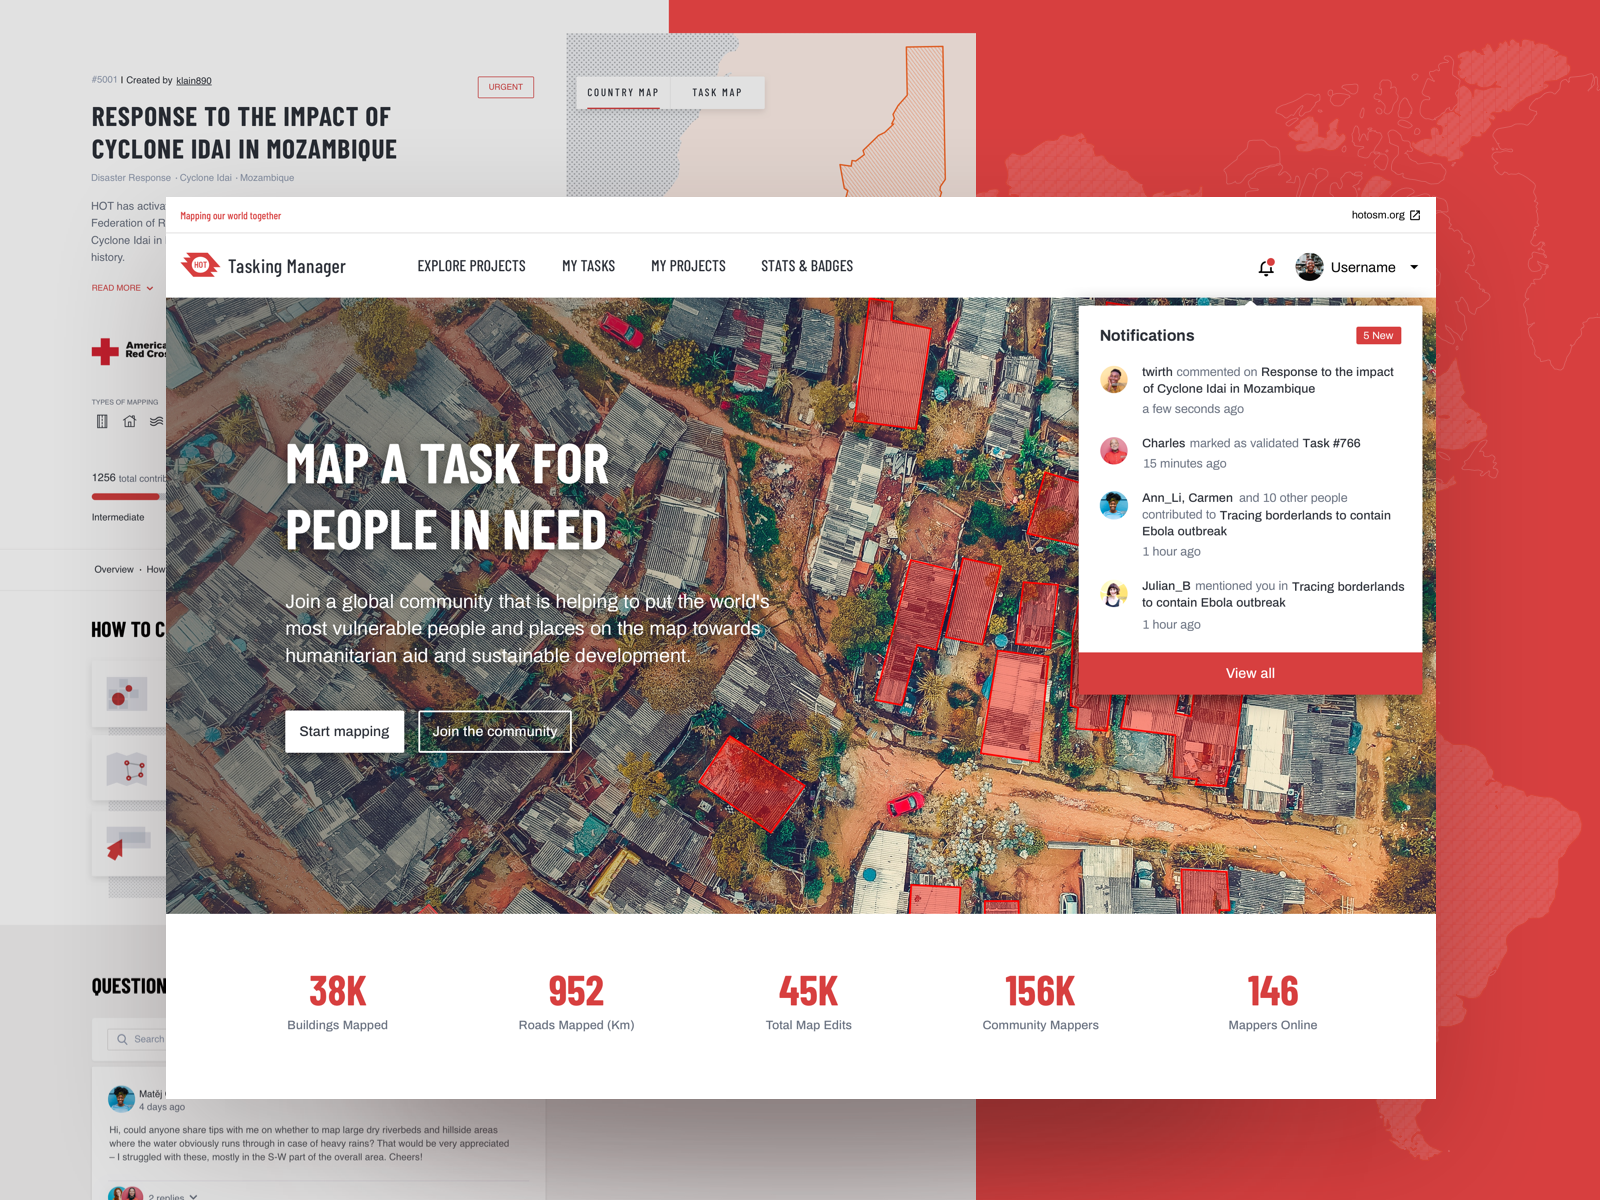 #5001 I Created by klain890
URGENT
RESPONSE TO THE IMPACT OF
CYCLONE IDAI IN MOZAMBIQUE
Disaster Response · Cyclone Idai · Mozambique
HOT has activa
Federation of R
Cyclone Idai in
history.
READ MORE
America
Red Cros
TYPES OF MAPPING
1256 total contrib
Intermediate
Overview · How
HOW TO C
QUESTION
Search
Matěj
4 days ago
Hi, could anyone share tips with me on whether to map large dry riverbeds and hillside areas
where the water obviously runs through in case of heavy rains? That would be very appreciated
– I struggled with these, mostly in the S-W part of the overall area. Cheers!
2 replies
COUNTRY MAP
TASK MAP
Mapping our world together
hotosm.org
HOT
Tasking Manager
EXPLORE PROJECTS
MY TASKS
MY PROJECTS
STATS & BADGES
Username
MAP A TASK FOR
PEOPLE IN NEED
Join a global community that is helping to put the world's
most vulnerable people and places on the map towards
humanitarian aid and sustainable development.
Start mapping
Join the community
Notifications
5 New
twirth commented on Response to the impact
of Cyclone Idai in Mozambique
a few seconds ago
Charles marked as validated Task #766
15 minutes ago
Ann_Li, Carmen and 10 other people
contributed to Tracing borderlands to contain
Ebola outbreak
1 hour ago
Julian_B mentioned you in Tracing borderlands
to contain Ebola outbreak
1 hour ago
View all
38K
Buildings Mapped
952
Roads Mapped (Km)
45K
Total Map Edits
156K
Community Mappers
146
Mappers Online